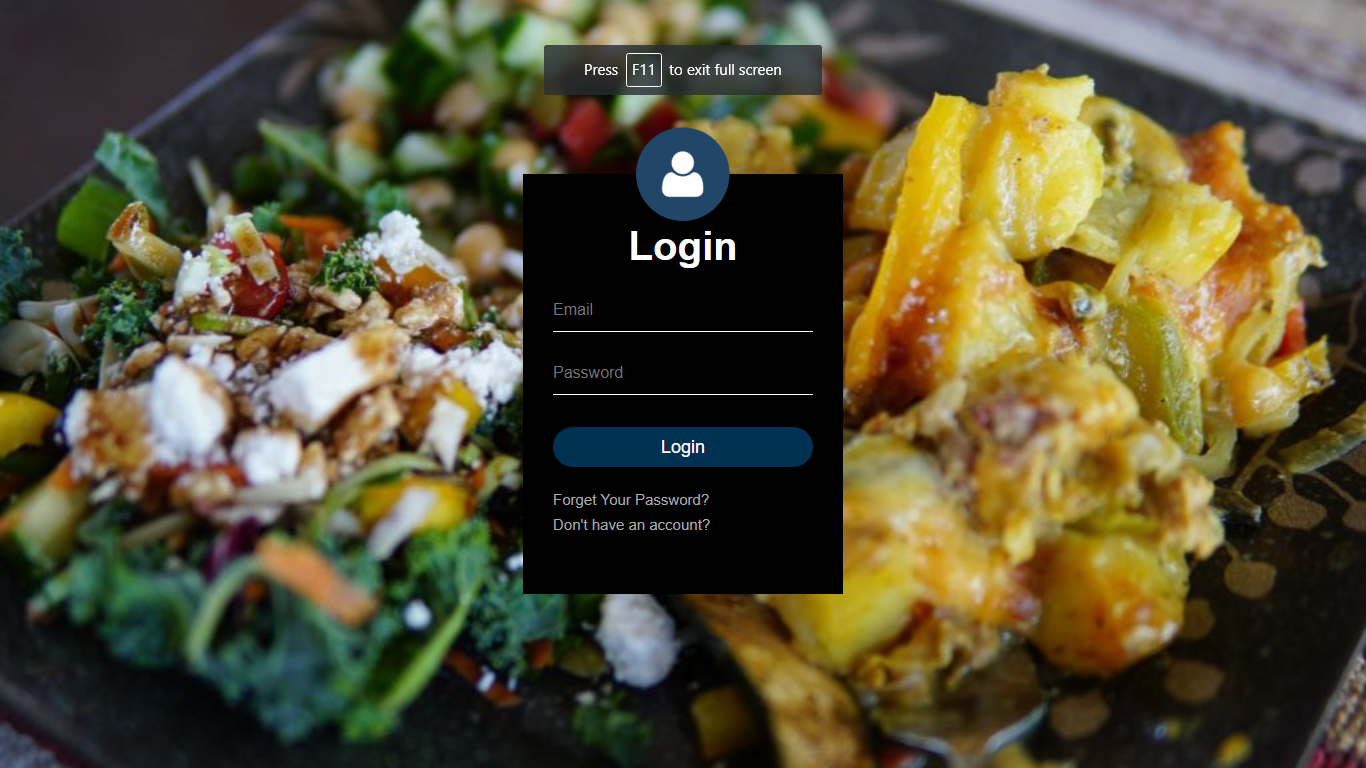 Press F11 to exit full screen
Login
Email
Password
Login
Forget Your Password?
Don't have an account?